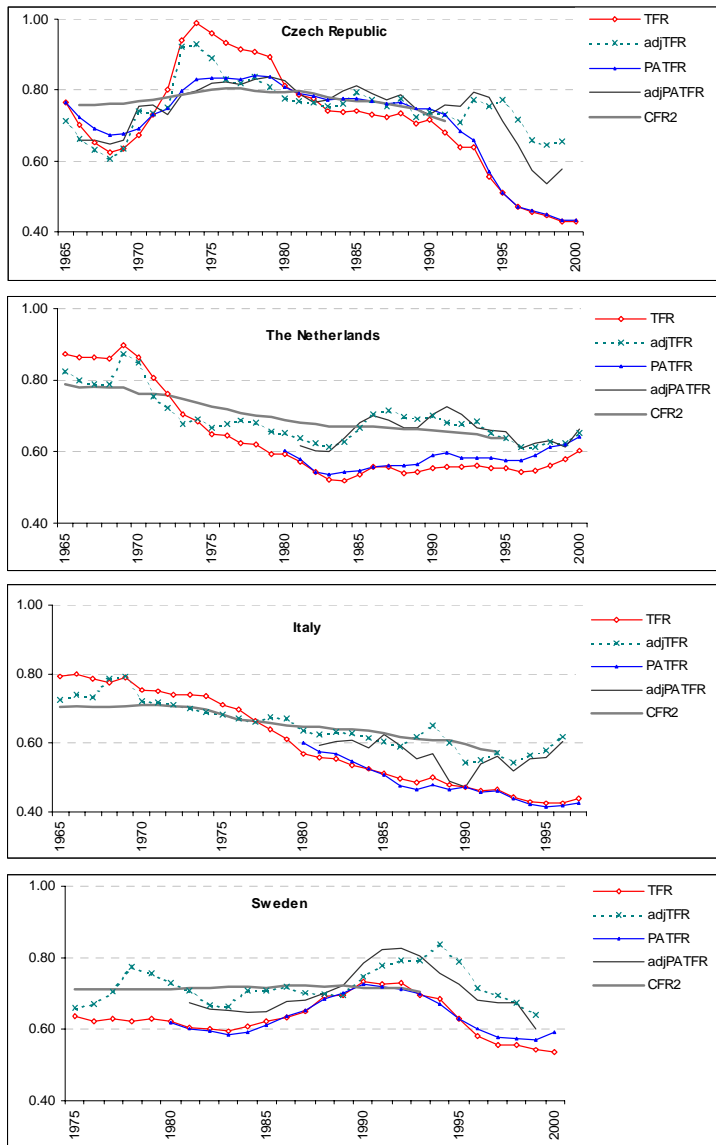 Czech Republic
1.00
0.80
0.60
0.40
1965
1970
1975
1980
1985
1990
1995
2000
TFR
adjTFR
PATFR
adjPATFR
CFR2
The Netherlands
1.00
0.80
0.60
0.40
1965
1970
1975
1980
1985
1990
1995
2000
TFR
adjTFR
PATFR
adjPATFR
CFR2
Italy
1.00
0.80
0.60
0.40
1965
1970
1975
1980
1985
1990
1995
TFR
adjTFR
PATFR
adjPATFR
CFR2
Sweden
1.00
0.80
0.60
0.40
1975
1980
1985
1990
1995
2000
TFR
adjTFR
PATFR
adjPATFR
CFR2